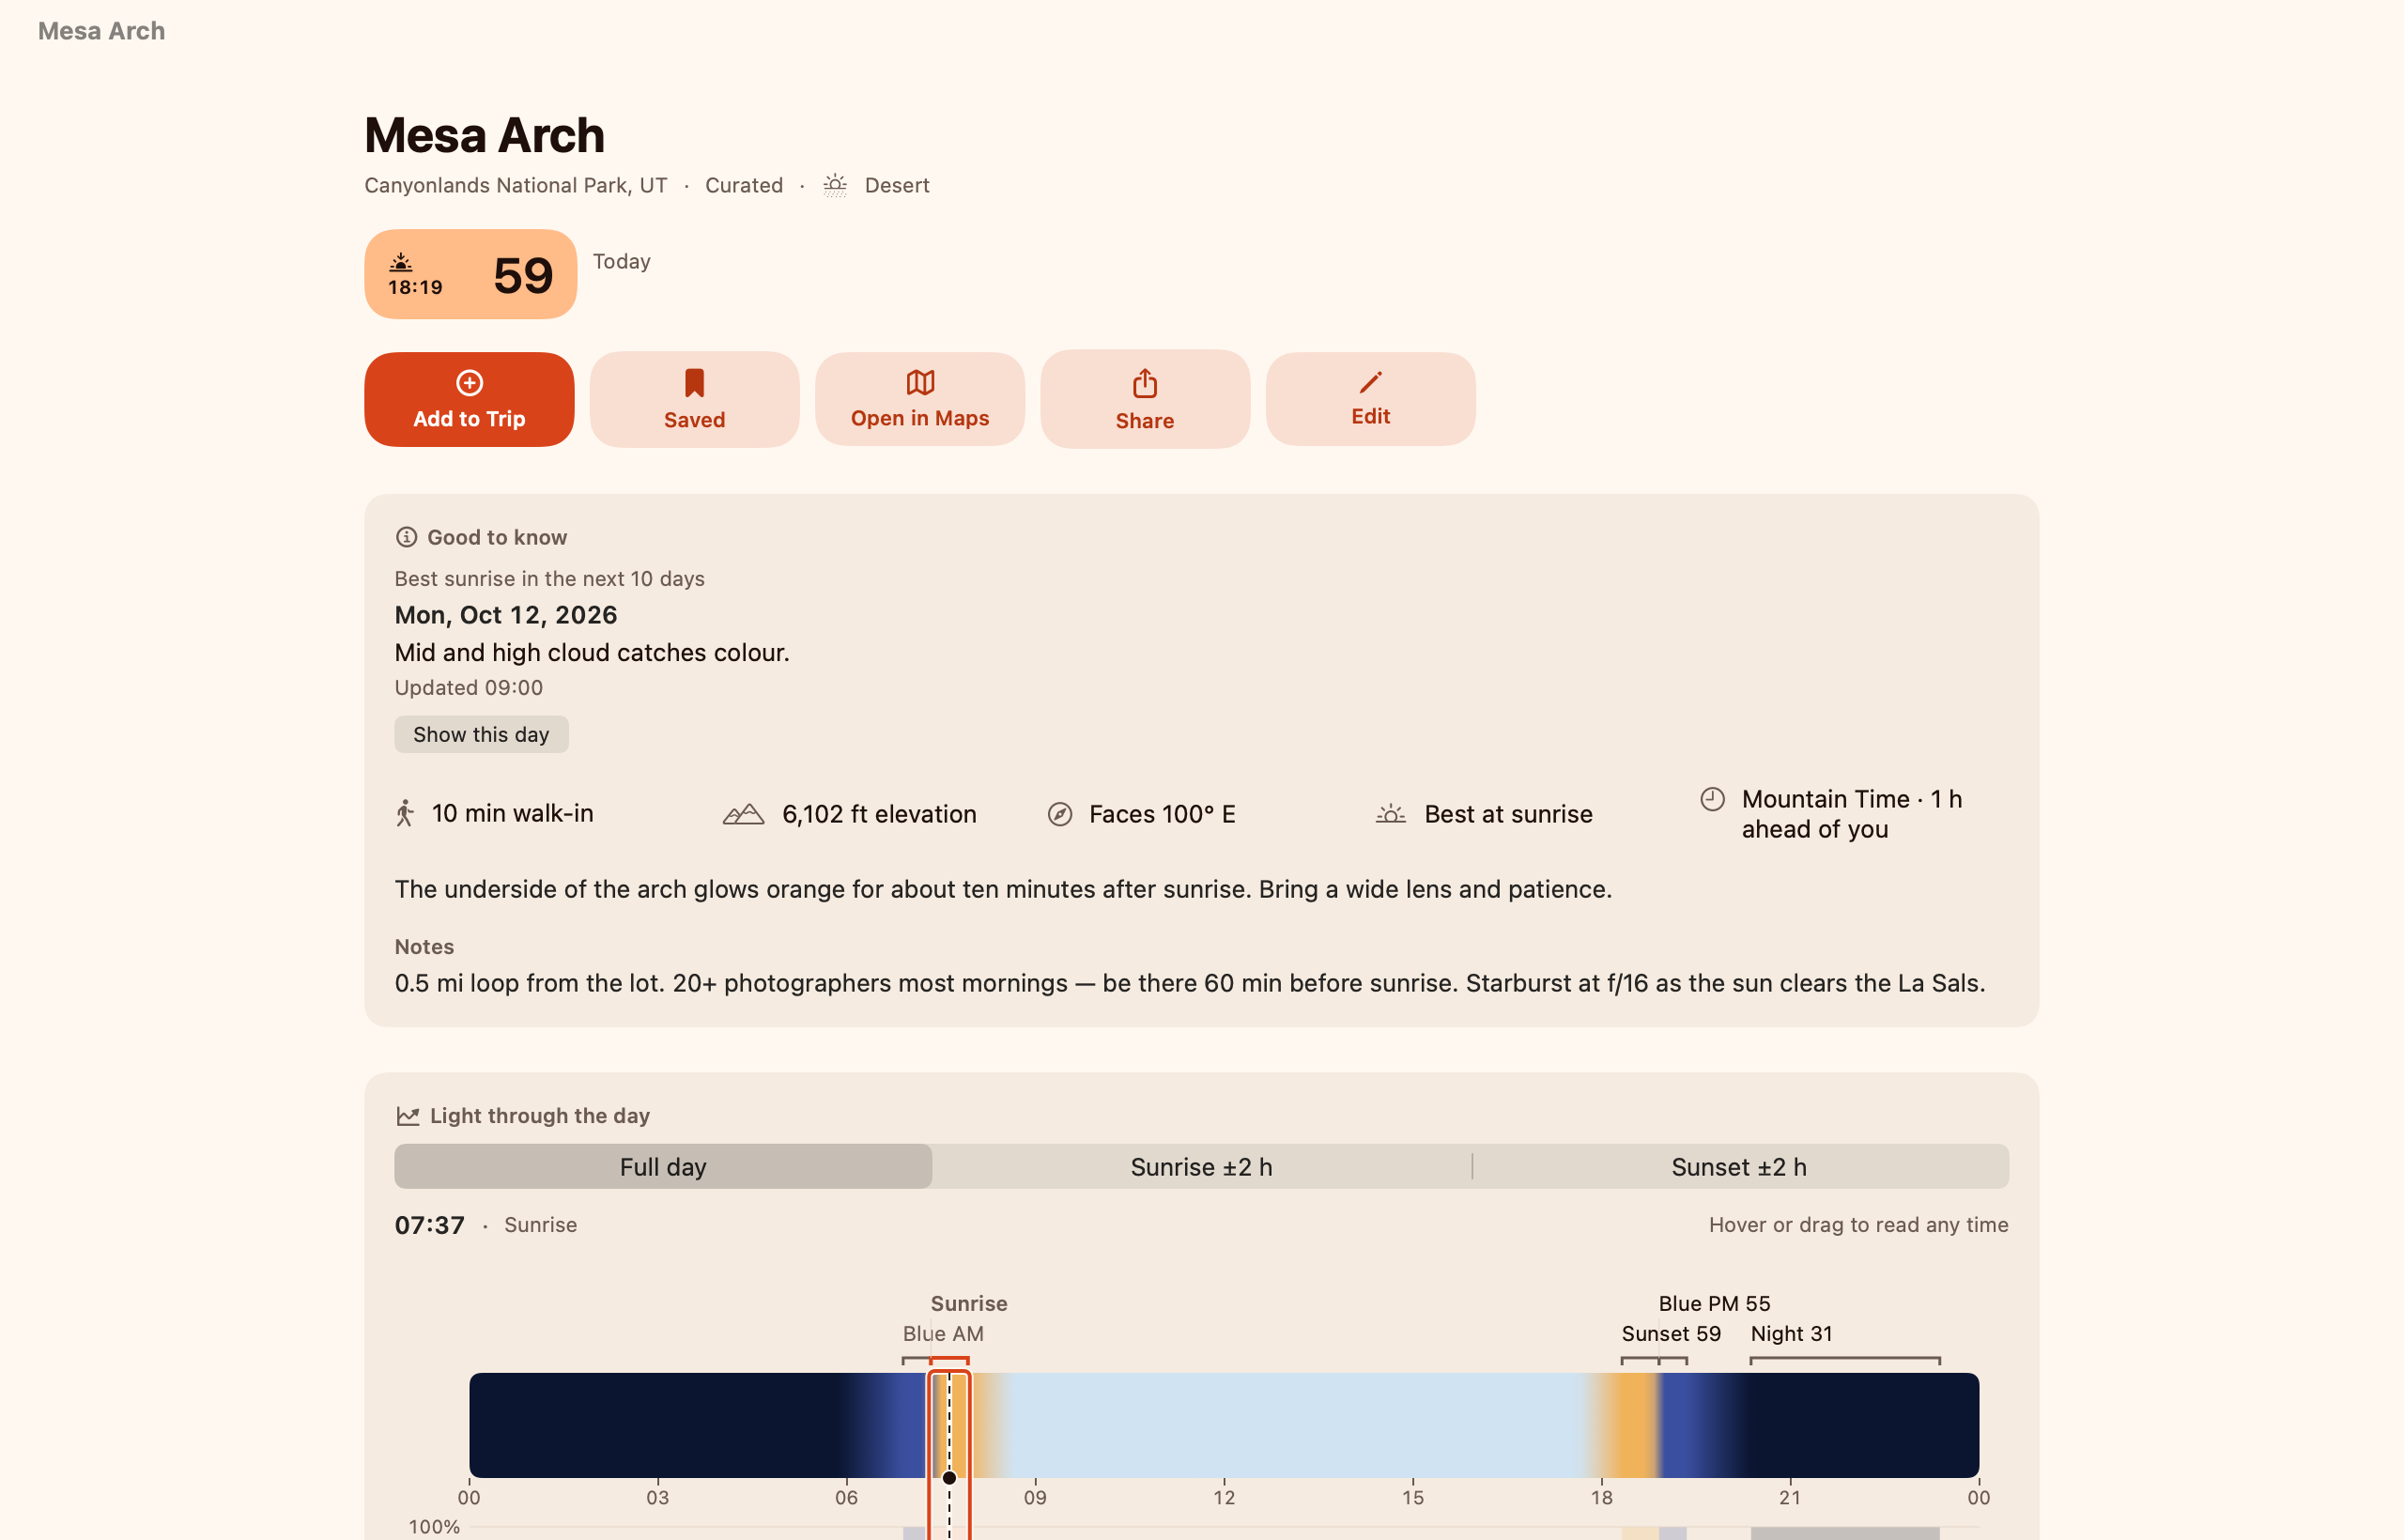 Mesa Arch
Mesa Arch
Canyonlands National Park, UT · Curated · Desert
18:19
59
Today
Add to Trip
Saved
Open in Maps
Share
Edit
Good to know
Best sunrise in the next 10 days
Mon, Oct 12, 2026
Mid and high cloud catches colour.
Updated 09:00
Show this day
10 min walk-in
6,102 ft elevation
Faces 100° E
Best at sunrise
Mountain Time · 1 h
ahead of you
The underside of the arch glows orange for about ten minutes after sunrise. Bring a wide lens and patience.
Notes
0.5 mi loop from the lot. 20+ photographers most mornings — be there 60 min before sunrise. Starburst at f/16 as the sun clears the La Sals.
Light through the day
Full day
Sunrise ±2 h
Sunset ±2 h
07:37 · Sunrise
Hover or drag to read any time
Sunrise
Blue PM 55
Blue AM
Sunset 59
Night 31
00 03 06 09 12 15 18 21 00
100%